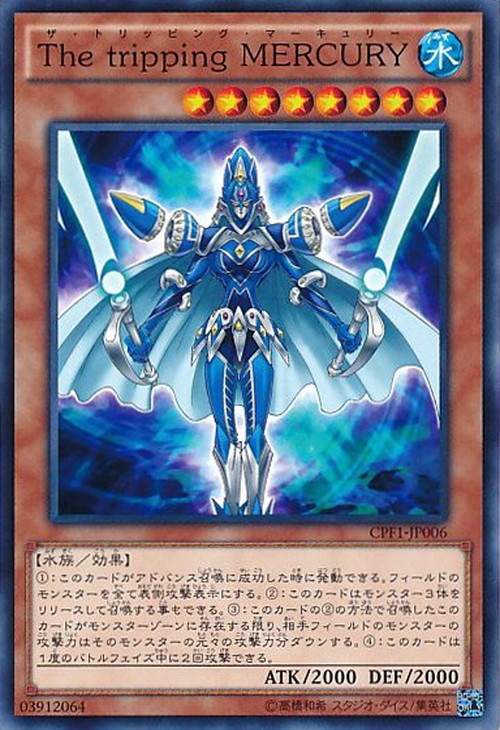 ザ・トリッピング・マーキュリー
The tripping MERCURY
水
CPF1-JP006
【水族／効果】
①：このカードがアドバンス召喚に成功した時に発動できる。フィールドの
モンスターを全て表側攻撃表示にする。②：このカードはモンスター３体を
リリースして召喚する事もできる。③：このカードの②の方法で召喚したこの
カードがモンスターゾーンに存在する限り、相手フィールドのモンスターの
攻撃力はそのモンスターの元々の攻撃力分ダウンする。④：このカードは
１度のバトルフェイズ中に２回攻撃できる。
ATK/2000 DEF/2000
03912064
©高橋和希 スタジオ・ダイス/集英社